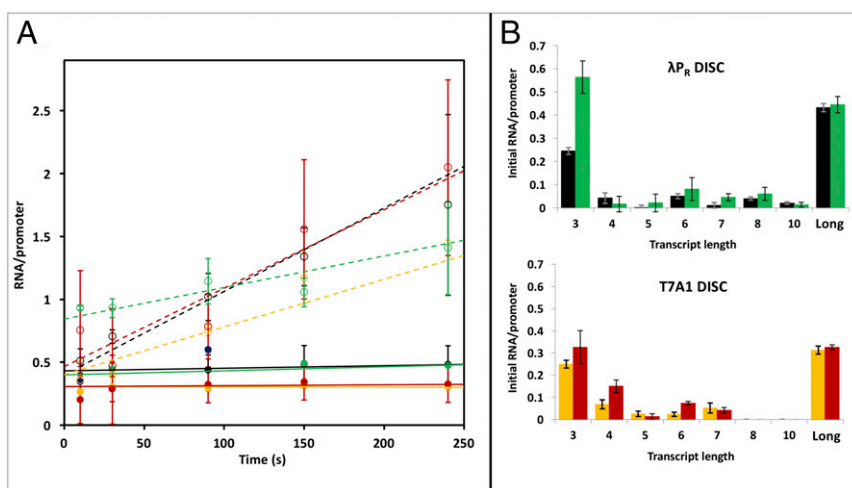 A
RNA/promoter
2.5
2
1.5
1
0.5
0
0 50 100 150 200 250
Time (s)
B
λPR DISC
Initial RNA/promoter
0.7
0.6
0.5
0.4
0.3
0.2
0.1
0
3 4 5 6 7 8 10 Long
Transcript length
T7A1 DISC
Initial RNA/promoter
0.7
0.6
0.5
0.4
0.3
0.2
0.1
0
3 4 5 6 7 8 10 Long
Transcript length